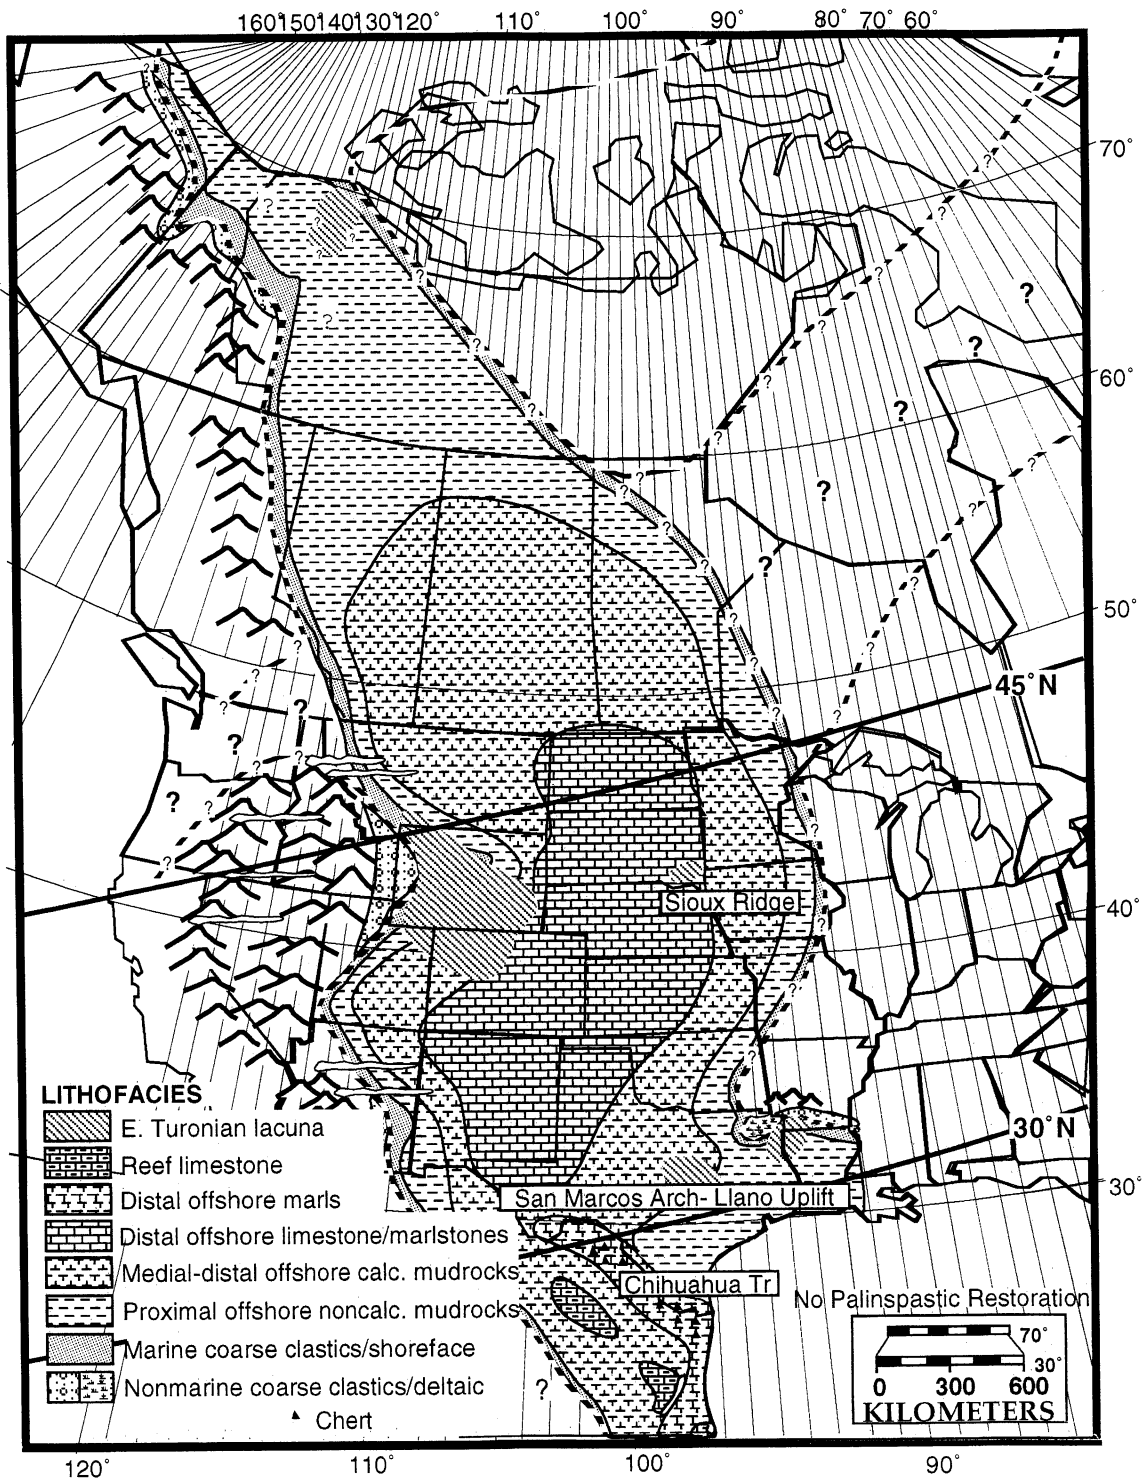 160°150°140°130°120° 110° 100° 90° 80° 70° 60°
70°
60°
50°
45°N
40°
Sioux Ridge
LITHOFACIES
E. Turonian lacuna
30°N
Reef limestone
30°
Distal offshore marls
San Marcos Arch- Llano Uplift
Distal offshore limestone/marlstones
Medial-distal offshore calc. mudrocks
Chihuahua Tr
Proximal offshore noncalc. mudrocks
No Palinspastic Restoration
Marine coarse clastics/shoreface
70°
30°
Nonmarine coarse clastics/deltaic
0 300 600
KILOMETERS
Chert
?
120° 110° 100° 90°